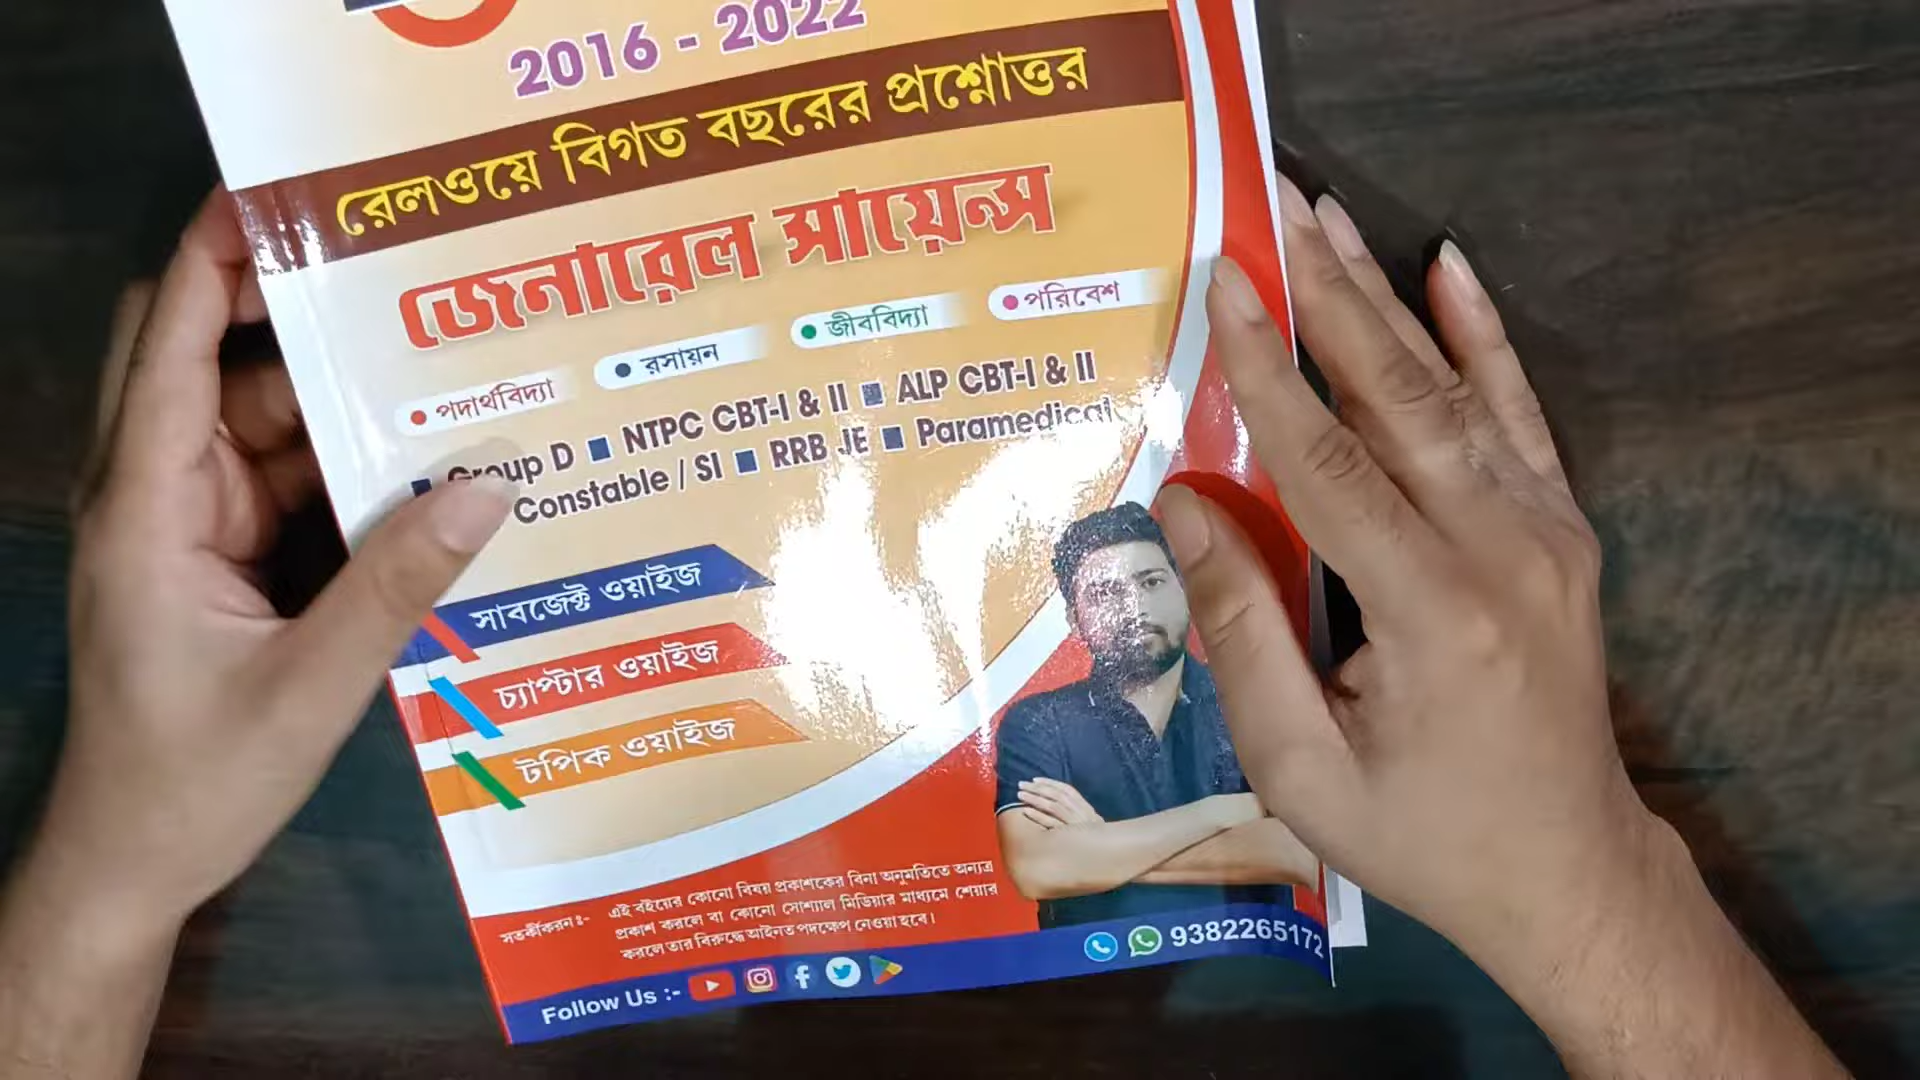 2016 - 2022
রেলওয়ে বিগত বছরের প্রশ্নোত্তর
জেনারেল সায়েন্স
পদার্থবিদ্যা রসায়ন জীববিদ্যা পরিবেশ
Group D NTPC CBT-I & II ALP CBT-I & II
Constable / SI RRB JE Paramedical
সাবজেক্ট ওয়াইজ
চ্যাপ্টার ওয়াইজ
টপিক ওয়াইজ
সতর্কীকরন ঃ- এই বইয়ের কোনো বিষয় প্রকাশকের বিনা অনুমতিতে অন্যত্র
প্রকাশ করলে বা কোনো সোশ্যাল মিডিয়ার মাধ্যমে শেয়ার
করলে তার বিরুদ্ধে আইনত পদক্ষেপ নেওয়া হবে।
Follow Us :- 9382265172